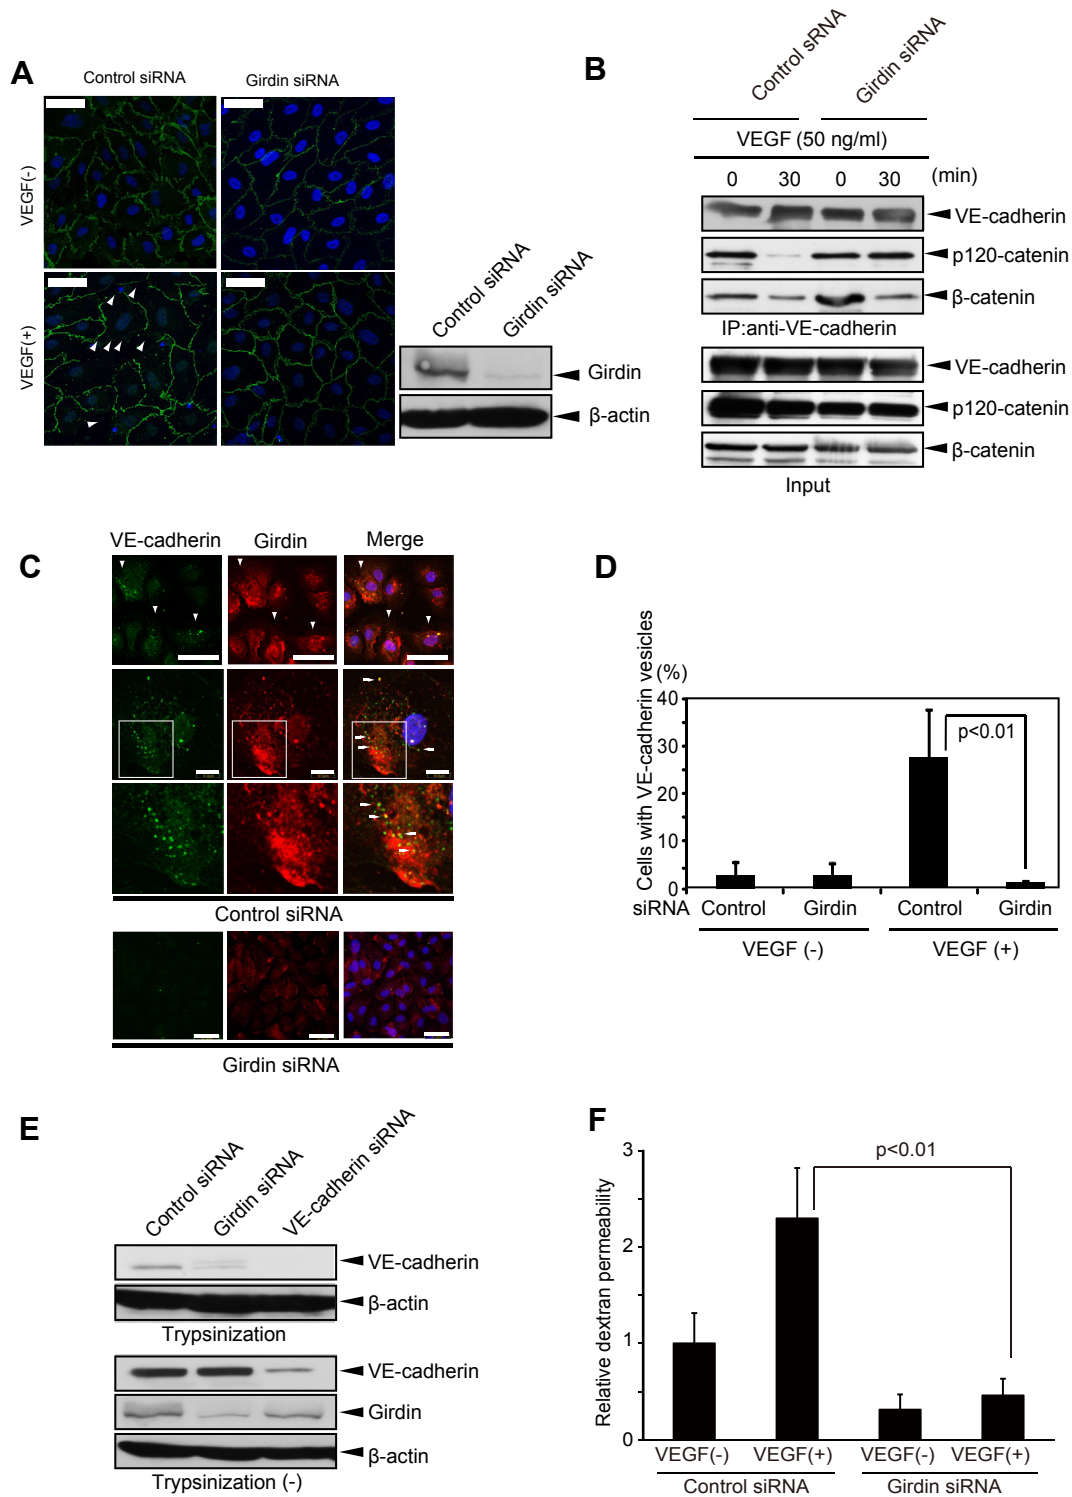 A
Control siRNA
Girdin siRNA
VEGF(-)
VEGF(+)
Control siRNA
Girdin siRNA
Girdin
β-actin
B
Control sRNA
Girdin siRNA
VEGF (50 ng/ml)
0 30 0 30 (min)
VE-cadherin
p120-catenin
β-catenin
IP:anti-VE-cadherin
VE-cadherin
p120-catenin
β-catenin
Input
C
VE-cadherin Girdin Merge
Control siRNA
Girdin siRNA
D
Cells with VE-cadherin vesicles
(%)
40
30
20
10
0
p<0.01
siRNA Control Girdin Control Girdin
VEGF (-) VEGF (+)
E
Control siRNA
Girdin siRNA
VE-cadherin siRNA
VE-cadherin
β-actin
Trypsinization
VE-cadherin
Girdin
β-actin
Trypsinization (-)
F
Relative dextran permeability
3
2
1
0
p<0.01
VEGF(-) VEGF(+) VEGF(-) VEGF(+)
Control siRNA Girdin siRNA